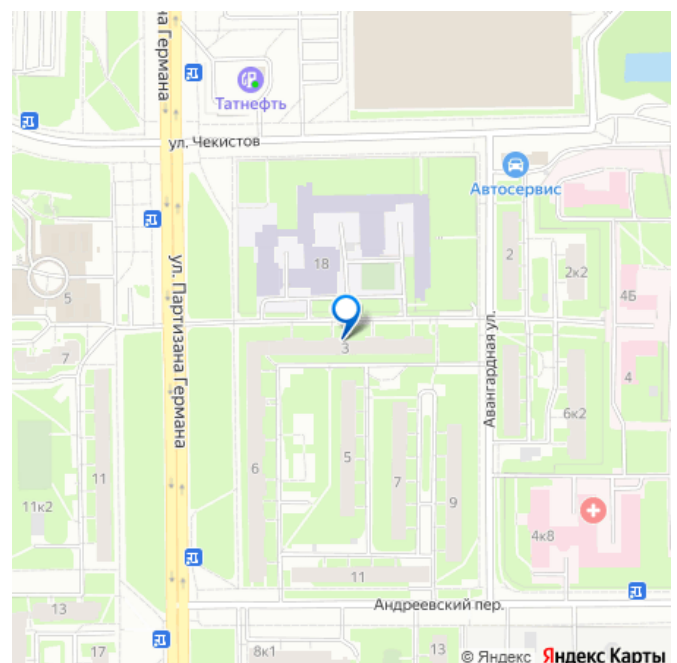 на Германа
Татнефть
ул. Чекистов
Автосервис
18
2
2к2
4Б
5
ул. Партизана Германа
Авангардная ул.
3
7
4
6к2
6
5
7
9
11
11к2
4к8
11
13
Андреевский пер.
17
8к1
13
© Яндекс Яндекс Карты